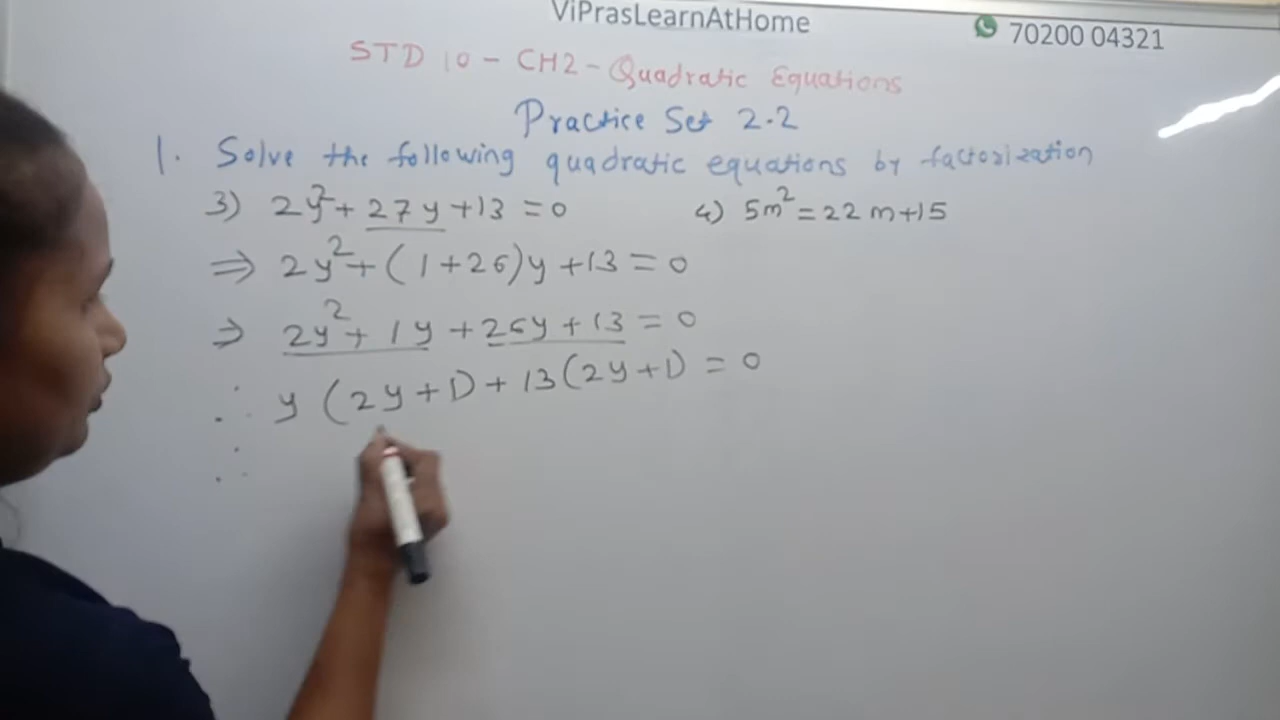 ViPrasLearnAtHome
70200 04321
STD 10 - CH2 - Quadratic Equations
Practice Set 2.2
1. Solve the following quadratic equations by factorization
3) 2y² + 27y + 13 = 0 4) 5m² = 22m + 15
⇒ 2y² + (1 + 26)y + 13 = 0
⇒ 2y² + 1y + 26y + 13 = 0
∴ y (2y + 1) + 13 (2y + 1) = 0
∴